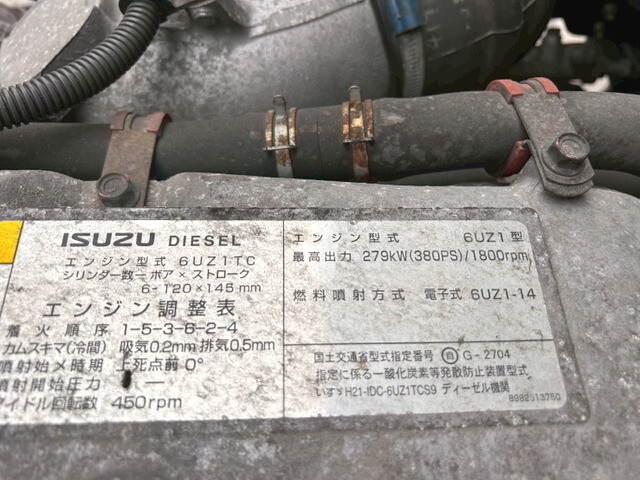 ISUZU DIESEL
エンジン型式 6UZ1TC
シリンダー数－ボア×ストローク
6-120×145mm
エンジン調整表
着火順序 1-5-3-6-2-4
カムスキマ(冷間) 吸気0.2mm 排気0.5mm
噴射始メ時期 上死点前 0°
噴射開始圧力 —
アイドル回転数 450rpm
エンジン型式 6UZ1型
最高出力 279kW(380PS)/1800rpm
燃料噴射方式 電子式 6UZ1-14
国土交通省型式指定番号 自 G-2704
指定に係る一酸化炭素等発散防止装置型式
いすゞH21-IDC-6UZ1TCS9 ディーゼル機関
8982513760